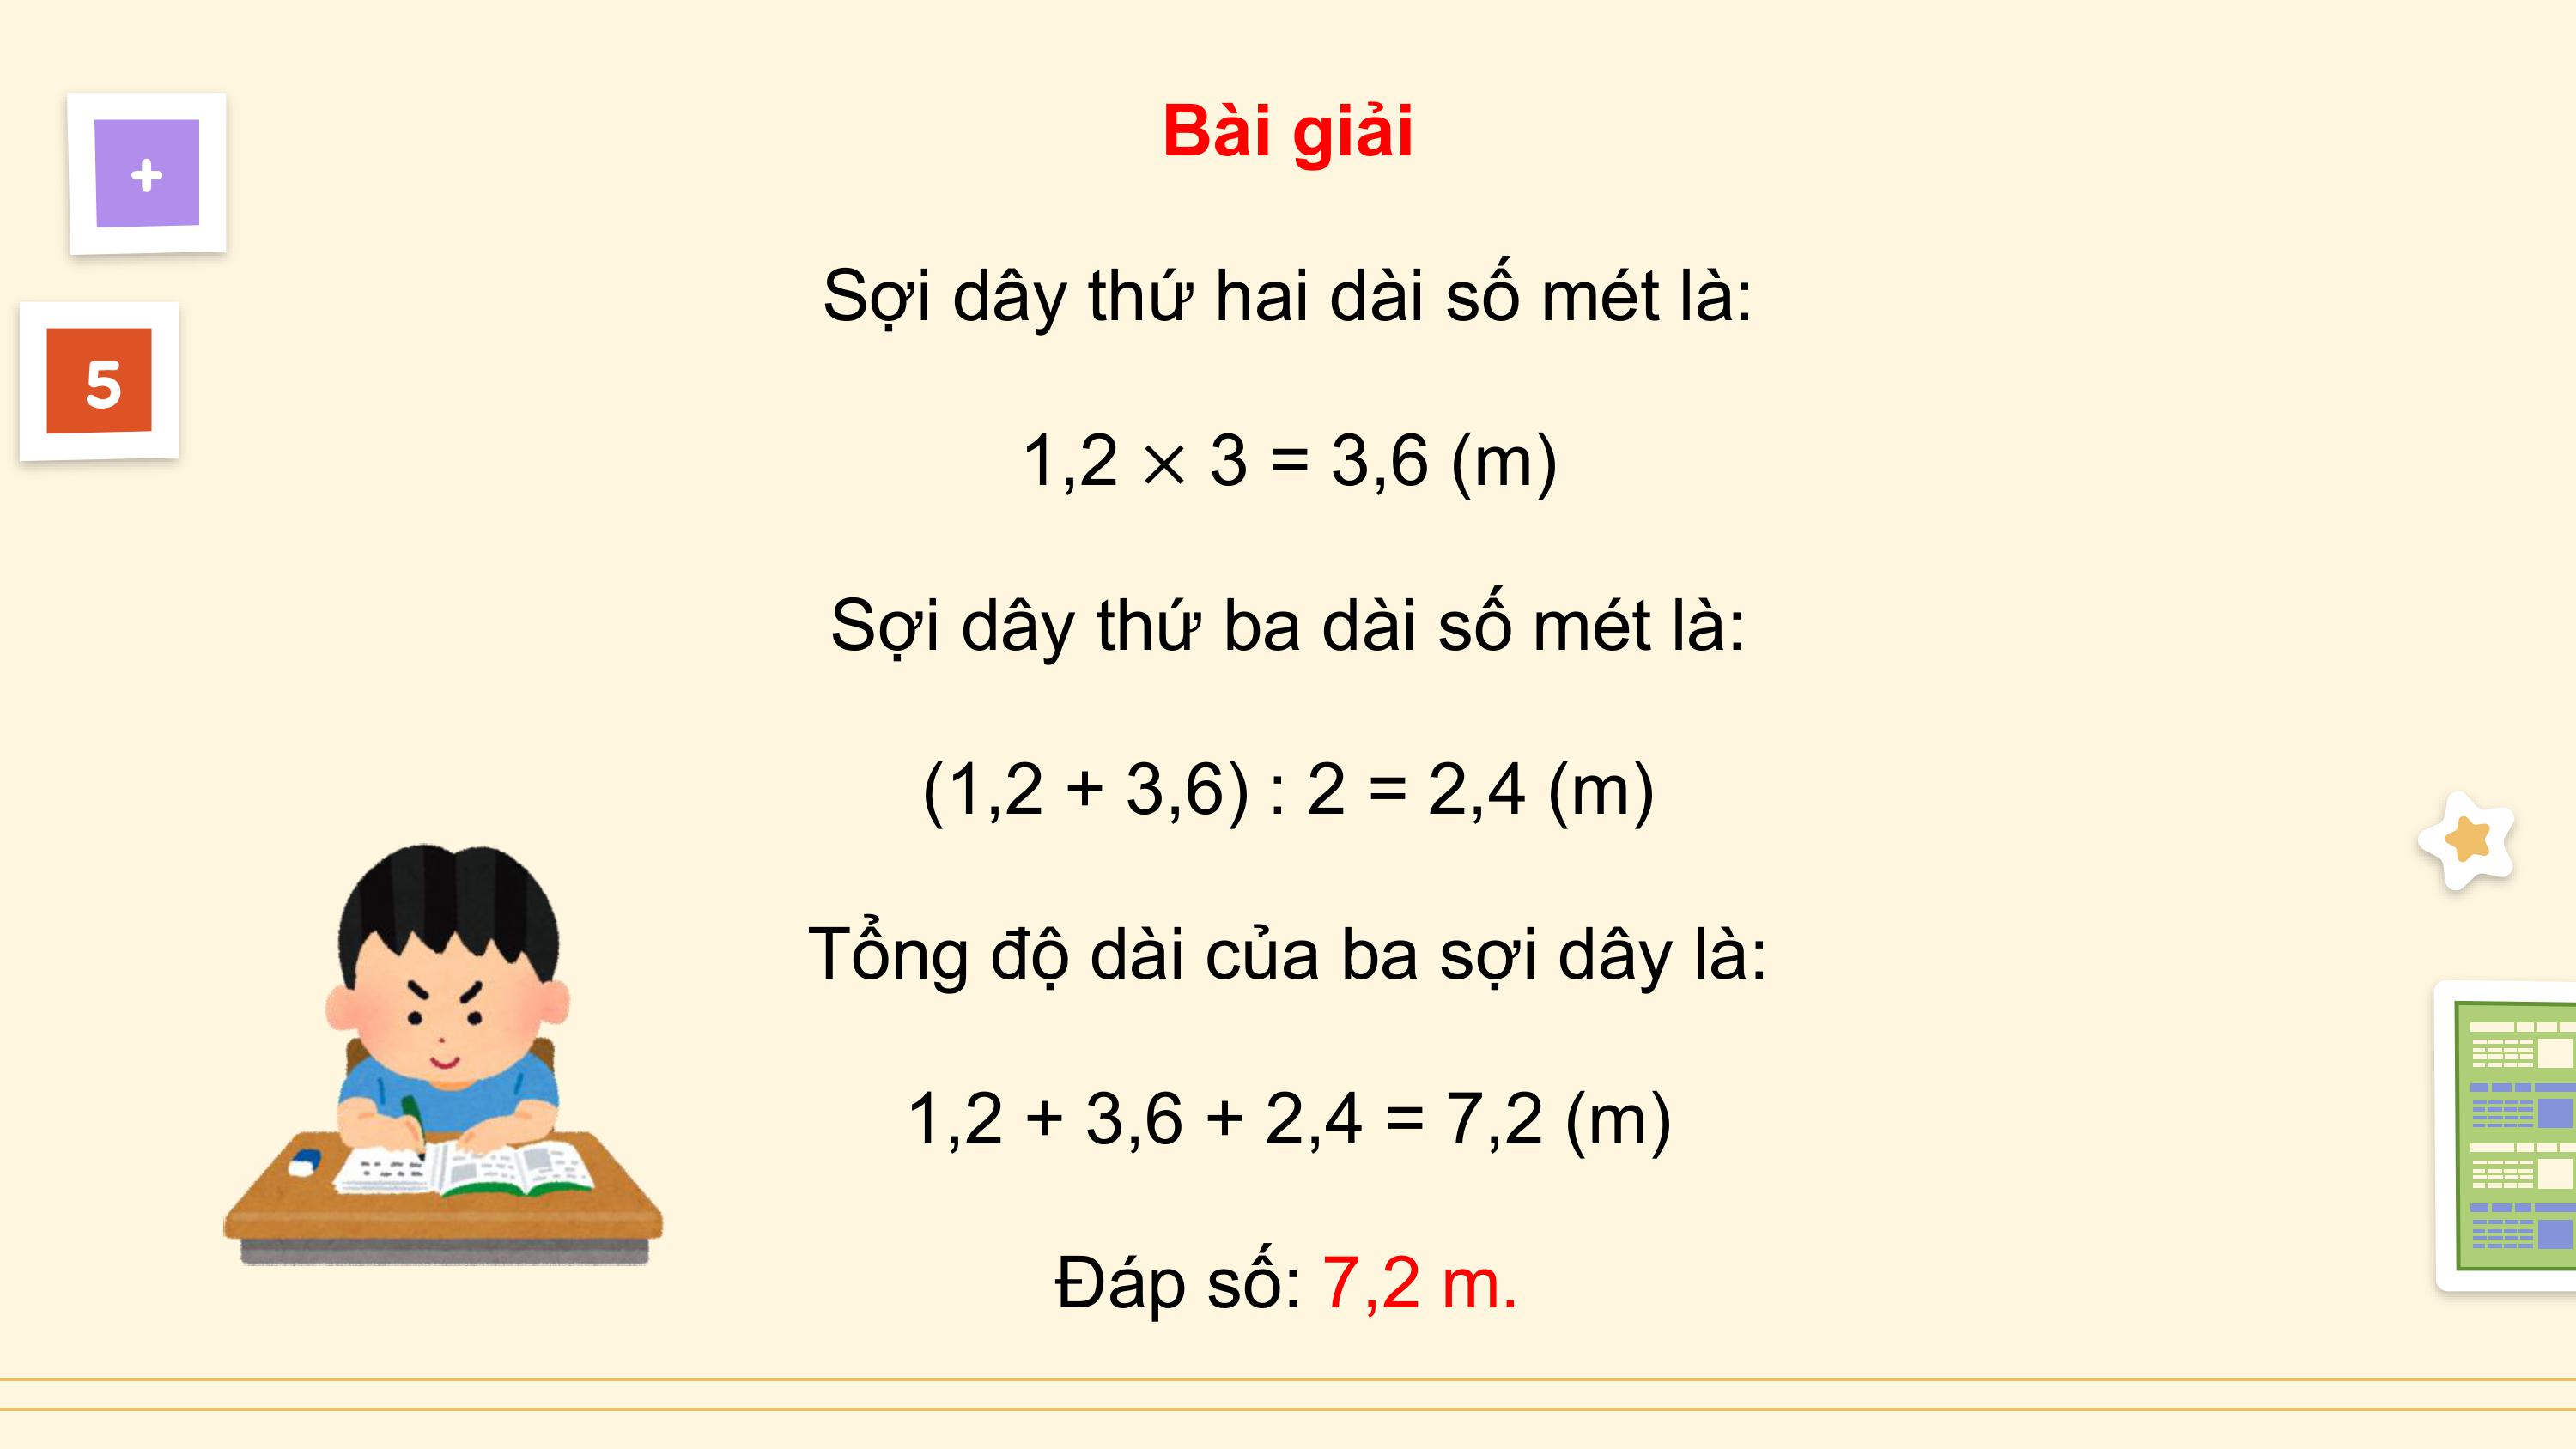 +
5
Bài giải
Sợi dây thứ hai dài số mét là:
1,2 × 3 = 3,6 (m)
Sợi dây thứ ba dài số mét là:
(1,2 + 3,6) : 2 = 2,4 (m)
Tổng độ dài của ba sợi dây là:
1,2 + 3,6 + 2,4 = 7,2 (m)
Đáp số: 7,2 m.